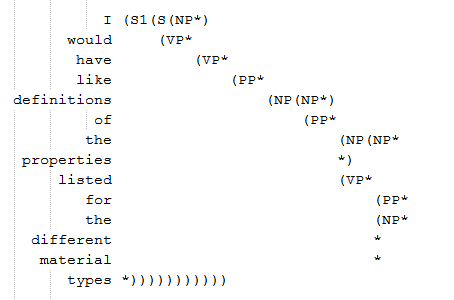 I (S1(S(NP*)
would (VP*
have (VP*
like (PP*
definitions (NP(NP*)
of (PP*
the (NP(NP*
properties *)
listed (VP*
for (PP*
the (NP*
different *
material *
types *)))))))))))